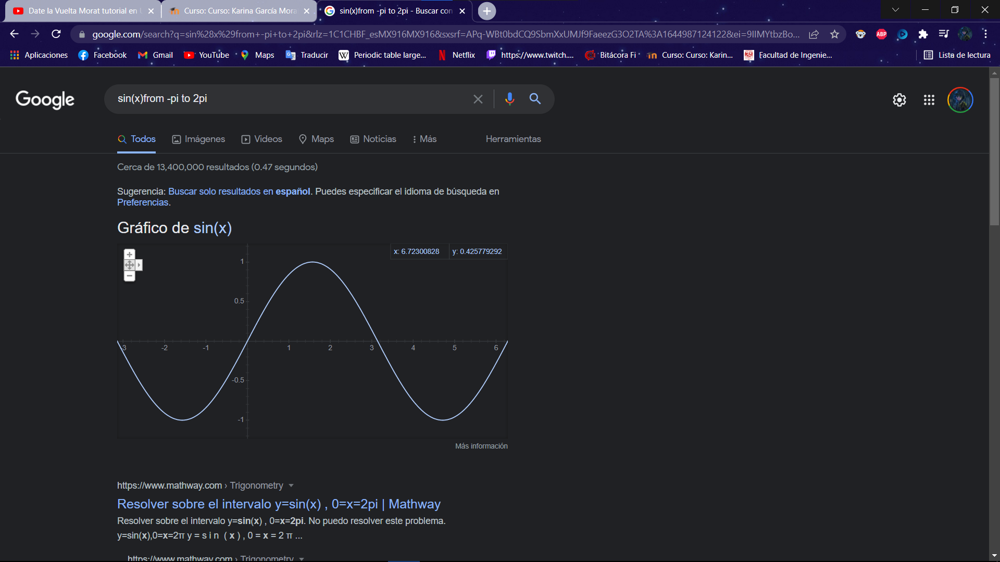 Date la Vuelta Morat tutorial en
Curso: Curso: Karina García Mora
sin(x)from -pi to 2pi - Buscar con
google.com/search?q=sin%28x%29from+-pi+to+2pi&rlz=1C1CHBF_esMX916MX916&sxsrf=APq-WBt0bdCQ9SbmXxUMJf9FaeezG3O2TA%3A1644987124122&ei=9IIMYtbzBo...
ABP
Aplicaciones
Facebook
Gmail
YouTube
Maps
Traducir
W Periodic table large...
Netflix
https://www.twitch....
Bitácora Fi
Curso: Curso: Karin...
Facultad de Ingenie...
Lista de lectura
Google
sin(x)from -pi to 2pi
Todos
Imágenes
Videos
Maps
Noticias
Más
Herramientas
Cerca de 13,400,000 resultados (0.47 segundos)
Sugerencia: Buscar solo resultados en español. Puedes especificar el idioma de búsqueda en
Preferencias.
Gráfico de sin(x)
x: 6.72300828
y: 0.425779292
1
0.5
-3 -2 -1 1 2 3 4 5 6
-0.5
-1
Más información
https://www.mathway.com › Trigonometry
Resolver sobre el intervalo y=sin(x) , 0=x=2pi | Mathway
Resolver sobre el intervalo y=sin(x) , 0=x=2pi. No puedo resolver este problema.
y=sin(x),0=x=2π y = s i n ( x ) , 0 = x = 2 π ...
https://www.mathway.com › Trigonometry